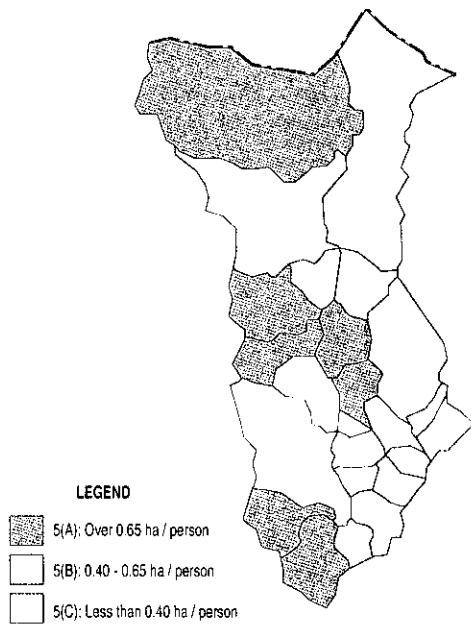 LEGEND
5(A): Over 0.65 ha / person
5(B): 0.40 - 0.65 ha / person
5(C): Less than 0.40 ha / person